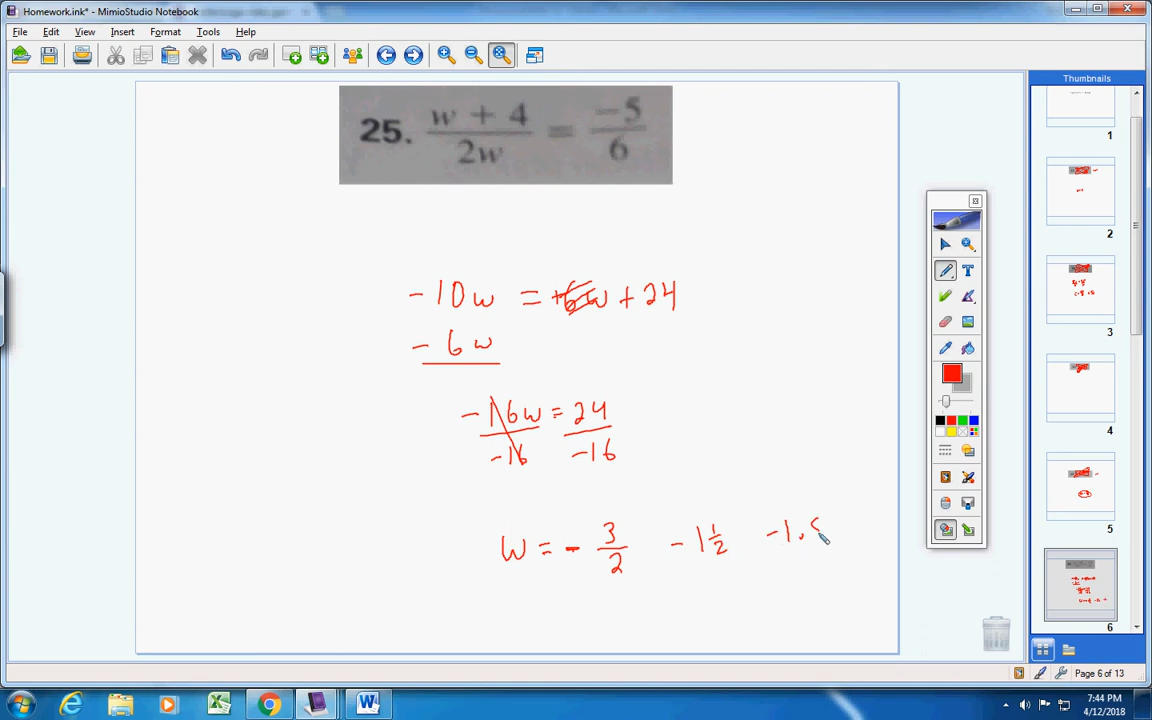 Homework.ink* - MimioStudio Notebook
File Edit View Insert Format Tools Help
Thumbnails
25. w + 4 / 2w = -5 / 6
-10w = +6w + 24
- 6w
-16w = 24
-16 -16
w = - 3/2 - 1 1/2 -1.
1
2
3
4
5
6
Page 6 of 13
7:44 PM
4/12/2018